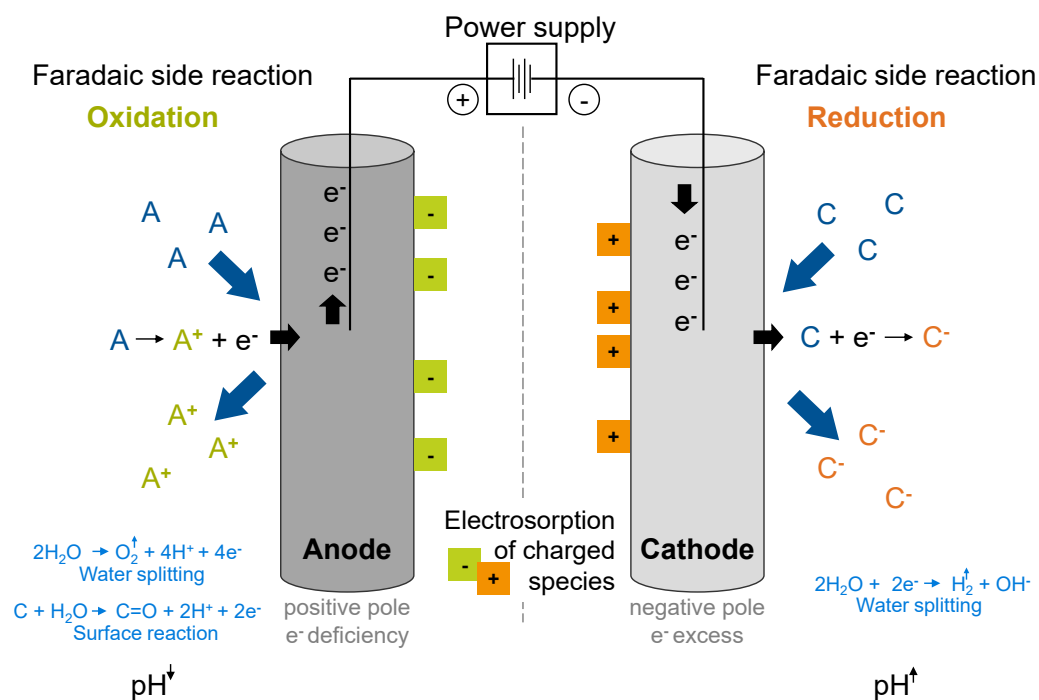 Power supply
+
-
Faradaic side reaction
Oxidation
Faradaic side reaction
Reduction
A
A
A
A → A⁺ + e⁻
A⁺
A⁺
A⁺
e⁻
e⁻
e⁻
-
-
-
-
Anode
positive pole
e⁻ deficiency
2H₂O → O₂↑ + 4H⁺ + 4e⁻
Water splitting
C + H₂O → C=O + 2H⁺ + 2e⁻
Surface reaction
pH↓
Electrosorption
of charged
species
-
+
+
+
+
+
e⁻
e⁻
e⁻
Cathode
negative pole
e⁻ excess
C
C
C
C + e⁻ → C⁻
C⁻
C⁻
C⁻
2H₂O + 2e⁻ → H₂↑ + OH⁻
Water splitting
pH↑